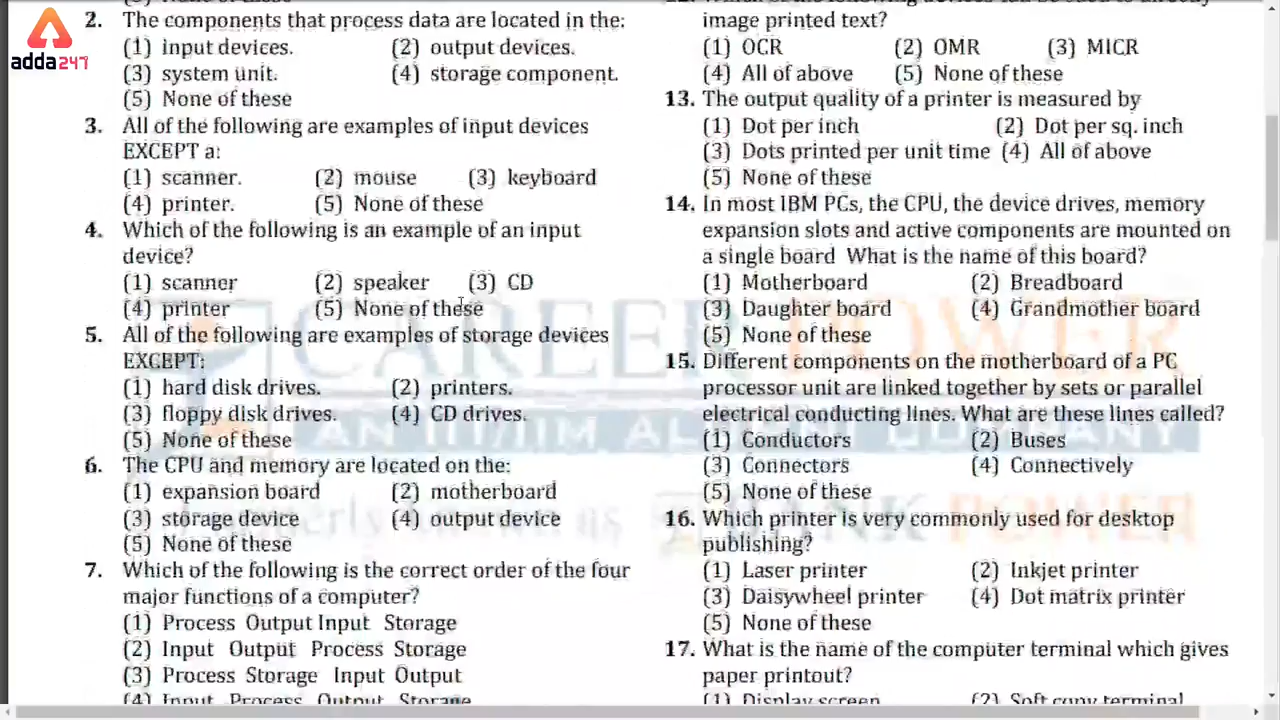 adda247
2. The components that process data are located in the:
(1) input devices. (2) output devices.
(3) system unit. (4) storage component.
(5) None of these
3. All of the following are examples of input devices
EXCEPT a:
(1) scanner. (2) mouse (3) keyboard
(4) printer. (5) None of these
4. Which of the following is an example of an input
device?
(1) scanner (2) speaker (3) CD
(4) printer (5) None of these
5. All of the following are examples of storage devices
EXCEPT:
(1) hard disk drives. (2) printers.
(3) floppy disk drives. (4) CD drives.
(5) None of these
6. The CPU and memory are located on the:
(1) expansion board (2) motherboard
(3) storage device (4) output device
(5) None of these
7. Which of the following is the correct order of the four
major functions of a computer?
(1) Process Output Input Storage
(2) Input Output Process Storage
(3) Process Storage Input Output
(4) Input Process Output Storage
image printed text?
(1) OCR (2) OMR (3) MICR
(4) All of above (5) None of these
13. The output quality of a printer is measured by
(1) Dot per inch (2) Dot per sq. inch
(3) Dots printed per unit time (4) All of above
(5) None of these
14. In most IBM PCs, the CPU, the device drives, memory
expansion slots and active components are mounted on
a single board What is the name of this board?
(1) Motherboard (2) Breadboard
(3) Daughter board (4) Grandmother board
(5) None of these
15. Different components on the motherboard of a PC
processor unit are linked together by sets or parallel
electrical conducting lines. What are these lines called?
(1) Conductors (2) Buses
(3) Connectors (4) Connectively
(5) None of these
16. Which printer is very commonly used for desktop
publishing?
(1) Laser printer (2) Inkjet printer
(3) Daisywheel printer (4) Dot matrix printer
(5) None of these
17. What is the name of the computer terminal which gives
paper printout?
(1) Display screen (2) Soft copy terminal
CAREER POWER
COMPANY
BANK POWER